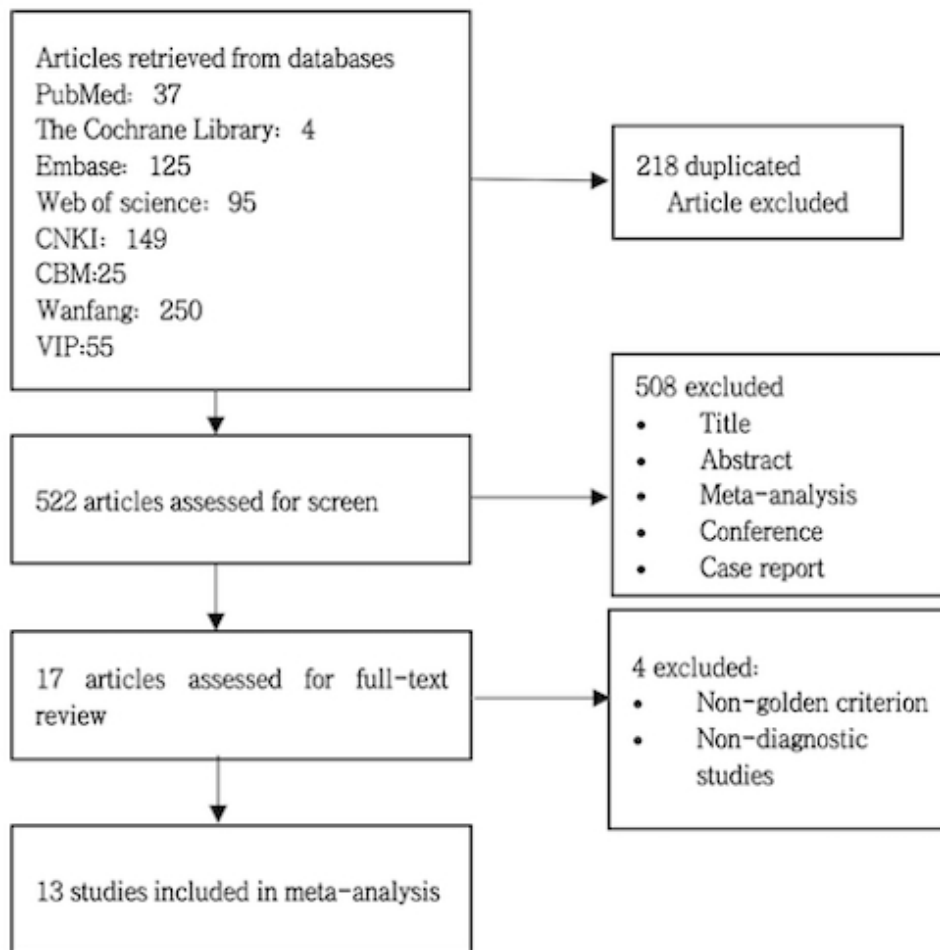 Articles retrieved from databases
PubMed: 37
The Cochrane Library: 4
Embase: 125
Web of science: 95
CNKI: 149
CBM:25
Wanfang: 250
VIP:55
218 duplicated
Article excluded
522 articles assessed for screen
508 excluded
• Title
• Abstract
• Meta-analysis
• Conference
• Case report
17 articles assessed for full-text
review
4 excluded:
• Non-golden criterion
• Non-diagnostic
studies
13 studies included in meta-analysis